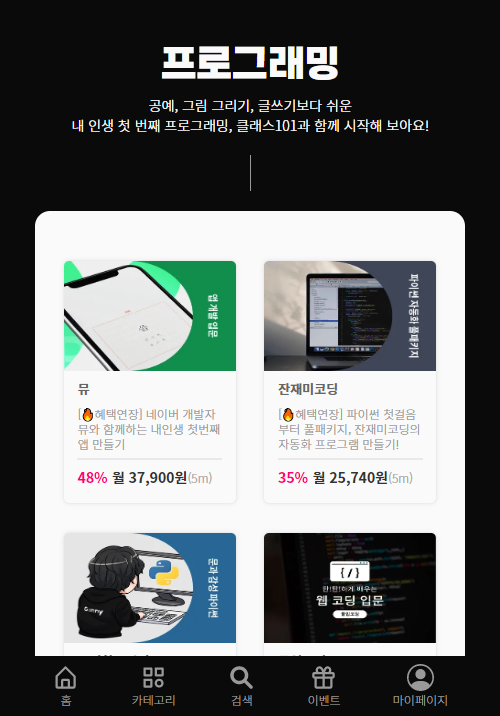 프로그래밍
공예, 그림 그리기, 글쓰기보다 쉬운
내 인생 첫 번째 프로그래밍, 클래스101과 함께 시작해 보아요!
앱 개발 입문
뮤
[🔥혜택연장] 네이버 개발자
뮤와 함께하는 내인생 첫번째
앱 만들기
48% 월 37,900원(5m)
파이썬 자동화 풀패키지
잔재미코딩
[🔥혜택연장] 파이썬 첫걸음
부터 풀패키지, 잔재미코딩의
자동화 프로그램 만들기!
35% 월 25,740원(5m)
문과 감성 파이썬
{/}
탄!탄!하게 배우는
웹 코딩 입문
홈
카테고리
검색
이벤트
마이페이지